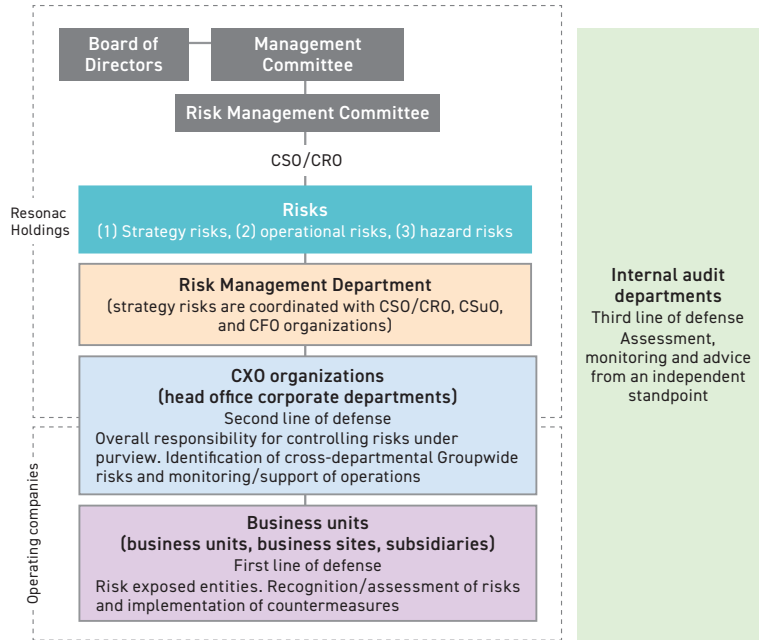 Board of
Directors
Management
Committee
Risk Management Committee
CSO/CRO
Resonac
Holdings
Risks
(1) Strategy risks, (2) operational risks, (3) hazard risks
Risk Management Department
(strategy risks are coordinated with CSO/CRO, CSuO,
and CFO organizations)
CXO organizations
(head office corporate departments)
Second line of defense
Overall responsibility for controlling risks under
purview. Identification of cross-departmental Groupwide
risks and monitoring/support of operations
Operating companies
Business units
(business units, business sites, subsidiaries)
First line of defense
Risk exposed entities. Recognition/assessment of risks
and implementation of countermeasures
Internal audit
departments
Third line of defense
Assessment,
monitoring and advice
from an independent
standpoint